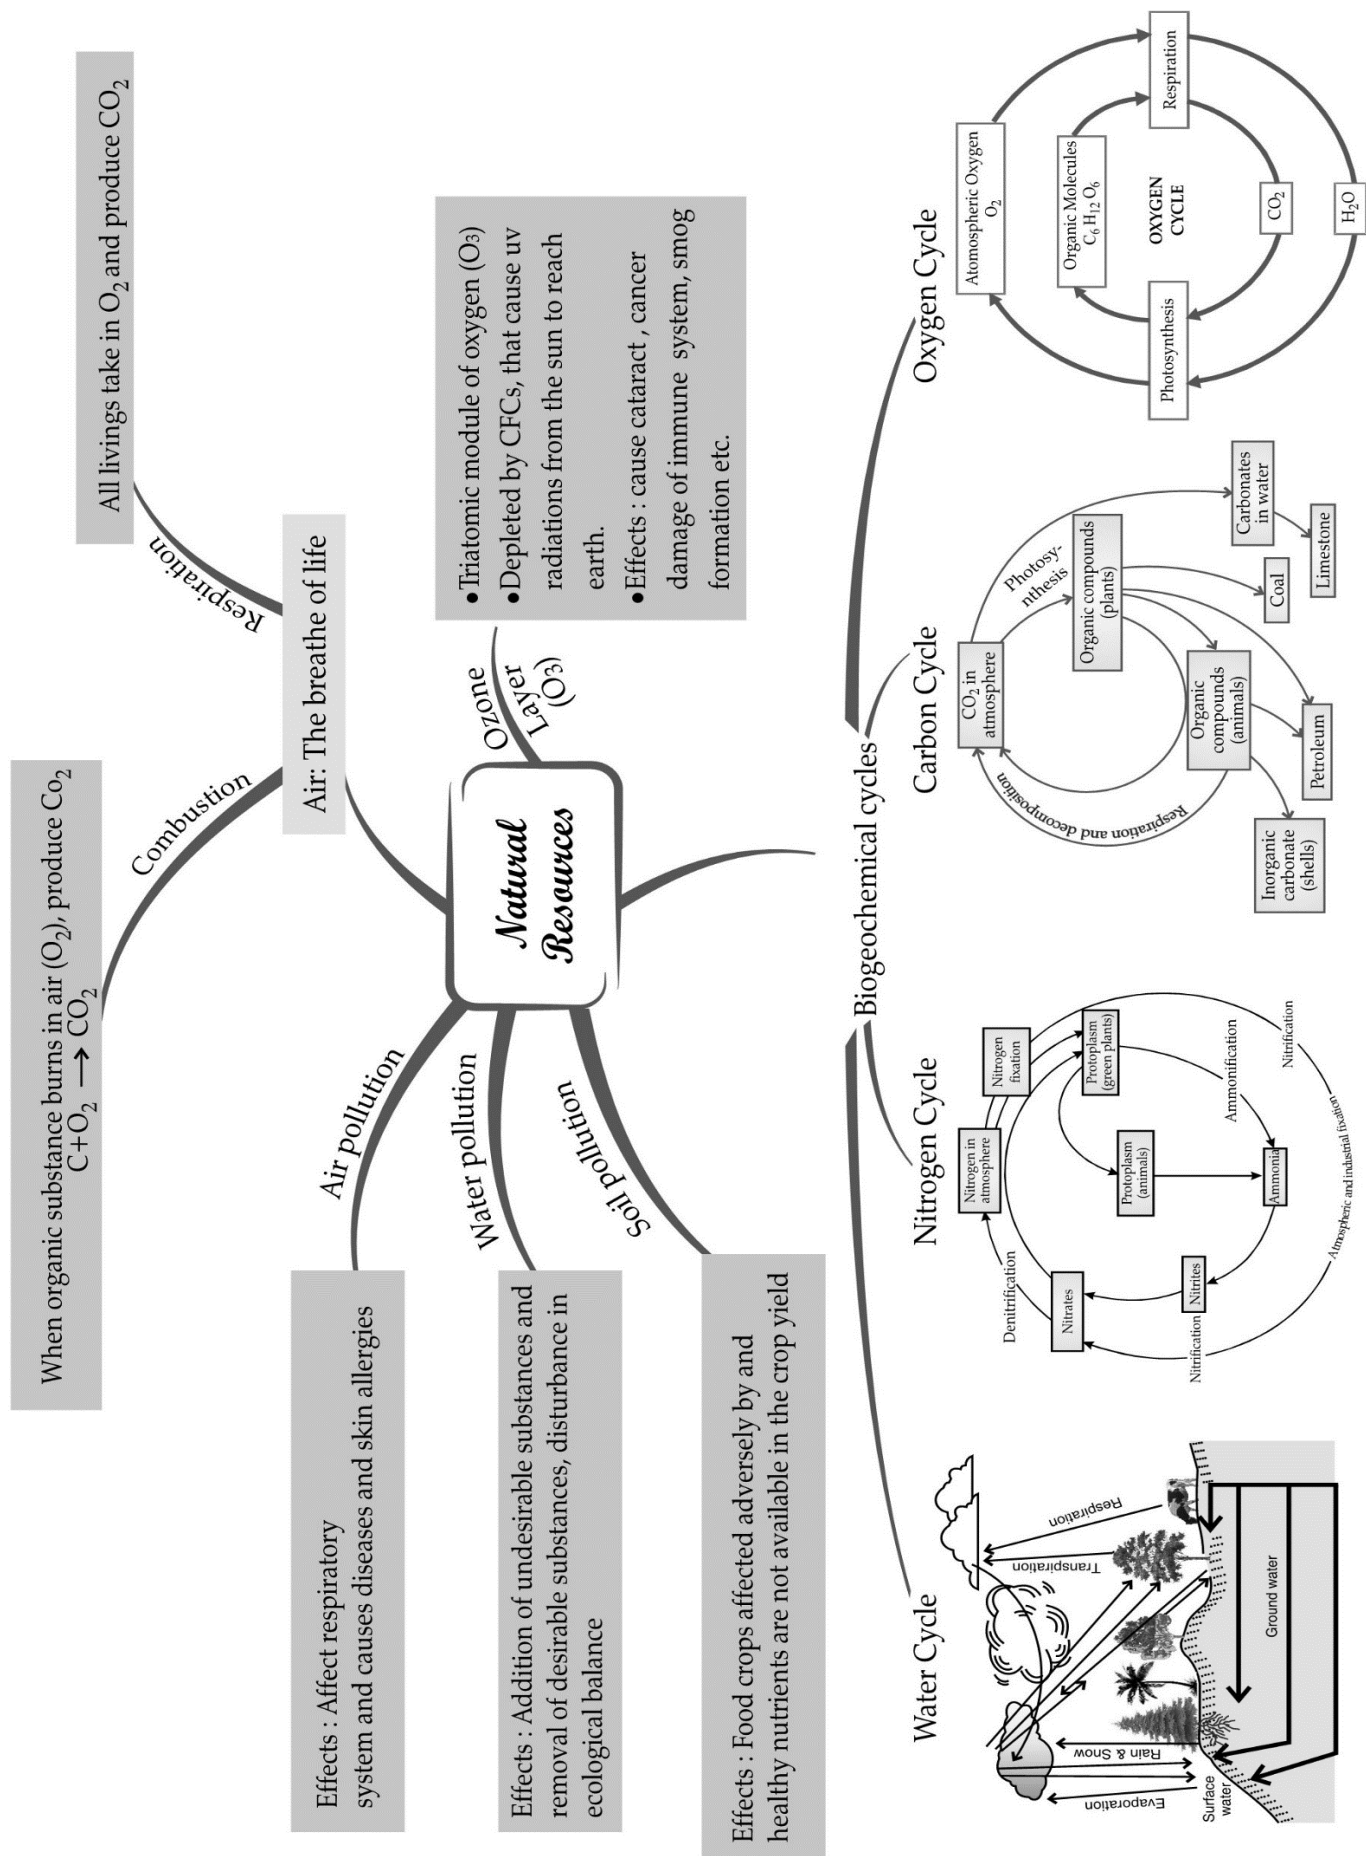 When organic substance burns in air (O₂), produce Co₂
C+O₂ → CO₂
Combustion
All livings take in O₂ and produce CO₂
Respiration
Air: The breathe of life
Natural
Resources
Ozone
Layer
(O₃)
•Triatomic module of oxygen (O₃)
•Depleted by CFCs, that cause uv
radiations from the sun to reach
earth.
•Effects : cause cataract , cancer
damage of immune system, smog
formation etc.
Air pollution
Effects : Affect respiratory
system and causes diseases and skin allergies
Water pollution
Effects : Addition of undesirable substances and
removal of desirable substances, disturbance in
ecological balance
Soil pollution
Effects : Food crops affected adversely by and
healthy nutrients are not available in the crop yield
Biogeochemical cycles
Water Cycle
Evaporation
Rain & Snow
Transpiration
Respiration
Surface
water
Ground water
Nitrogen Cycle
Nitrogen in
atmosphere
Nitrogen
fixation
Denitrification
Nitrates
Protoplasm
(green plants)
Protoplasm
(animals)
Ammonification
Nitrification
Nitrites
Ammonia
Nitrification
Atmospheric and industrial fixation
Carbon Cycle
CO₂ in
atmosphere
Photosy-
nthesis
Organic compounds
(plants)
Respiration and decomposition
Organic
compounds
(animals)
Carbonates
in water
Coal
Limestone
Petroleum
Inorganic
carbonate
(shells)
Oxygen Cycle
Atomospheric Oxygen
O₂
Organic Molecules
C₆ H₁₂ O₆
Photosynthesis
OXYGEN
CYCLE
Respiration
CO₂
H₂O